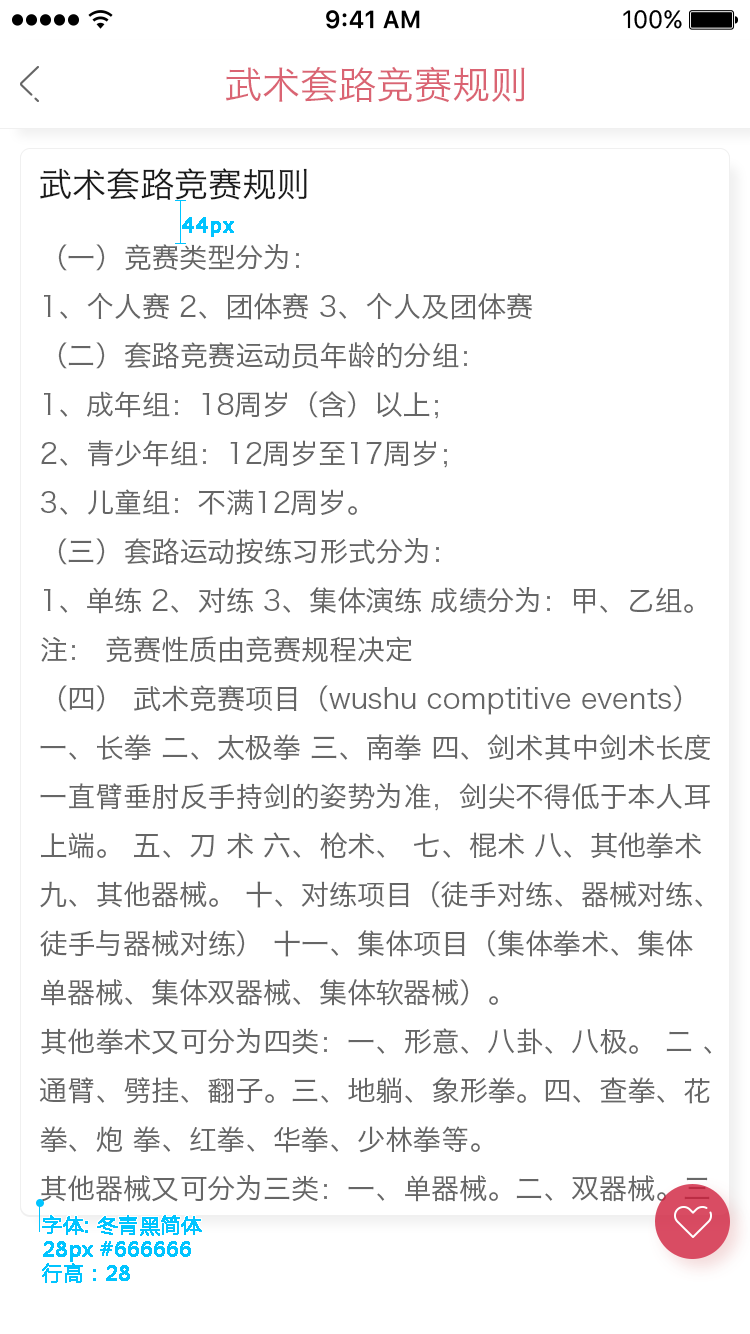 9:41 AM 100%
武术套路竞赛规则
武术套路竞赛规则
44px
（一）竞赛类型分为：
1、个人赛 2、团体赛 3、个人及团体赛
（二）套路竞赛运动员年龄的分组：
1、成年组：18周岁（含）以上；
2、青少年组：12周岁至17周岁；
3、儿童组：不满12周岁。
（三）套路运动按练习形式分为：
1、单练 2、对练 3、集体演练 成绩分为：甲、乙组。
注： 竞赛性质由竞赛规程决定
（四） 武术竞赛项目（wushu comptitive events）
一、长拳 二、太极拳 三、南拳 四、剑术其中剑术长度
一直臂垂肘反手持剑的姿势为准，剑尖不得低于本人耳
上端。 五、刀 术 六、枪术、 七、棍术 八、其他拳术
九、其他器械。 十、对练项目（徒手对练、器械对练、
徒手与器械对练） 十一、集体项目（集体拳术、集体
单器械、集体双器械、集体软器械）。
其他拳术又可分为四类：一、形意、八卦、八极。 二 、
通臂、劈挂、翻子。三、地躺、象形拳。四、查拳、花
拳、炮 拳、红拳、华拳、少林拳等。
其他器械又可分为三类：一、单器械。二、双器械。三
字体: 冬青黑简体
28px #666666
行高：28